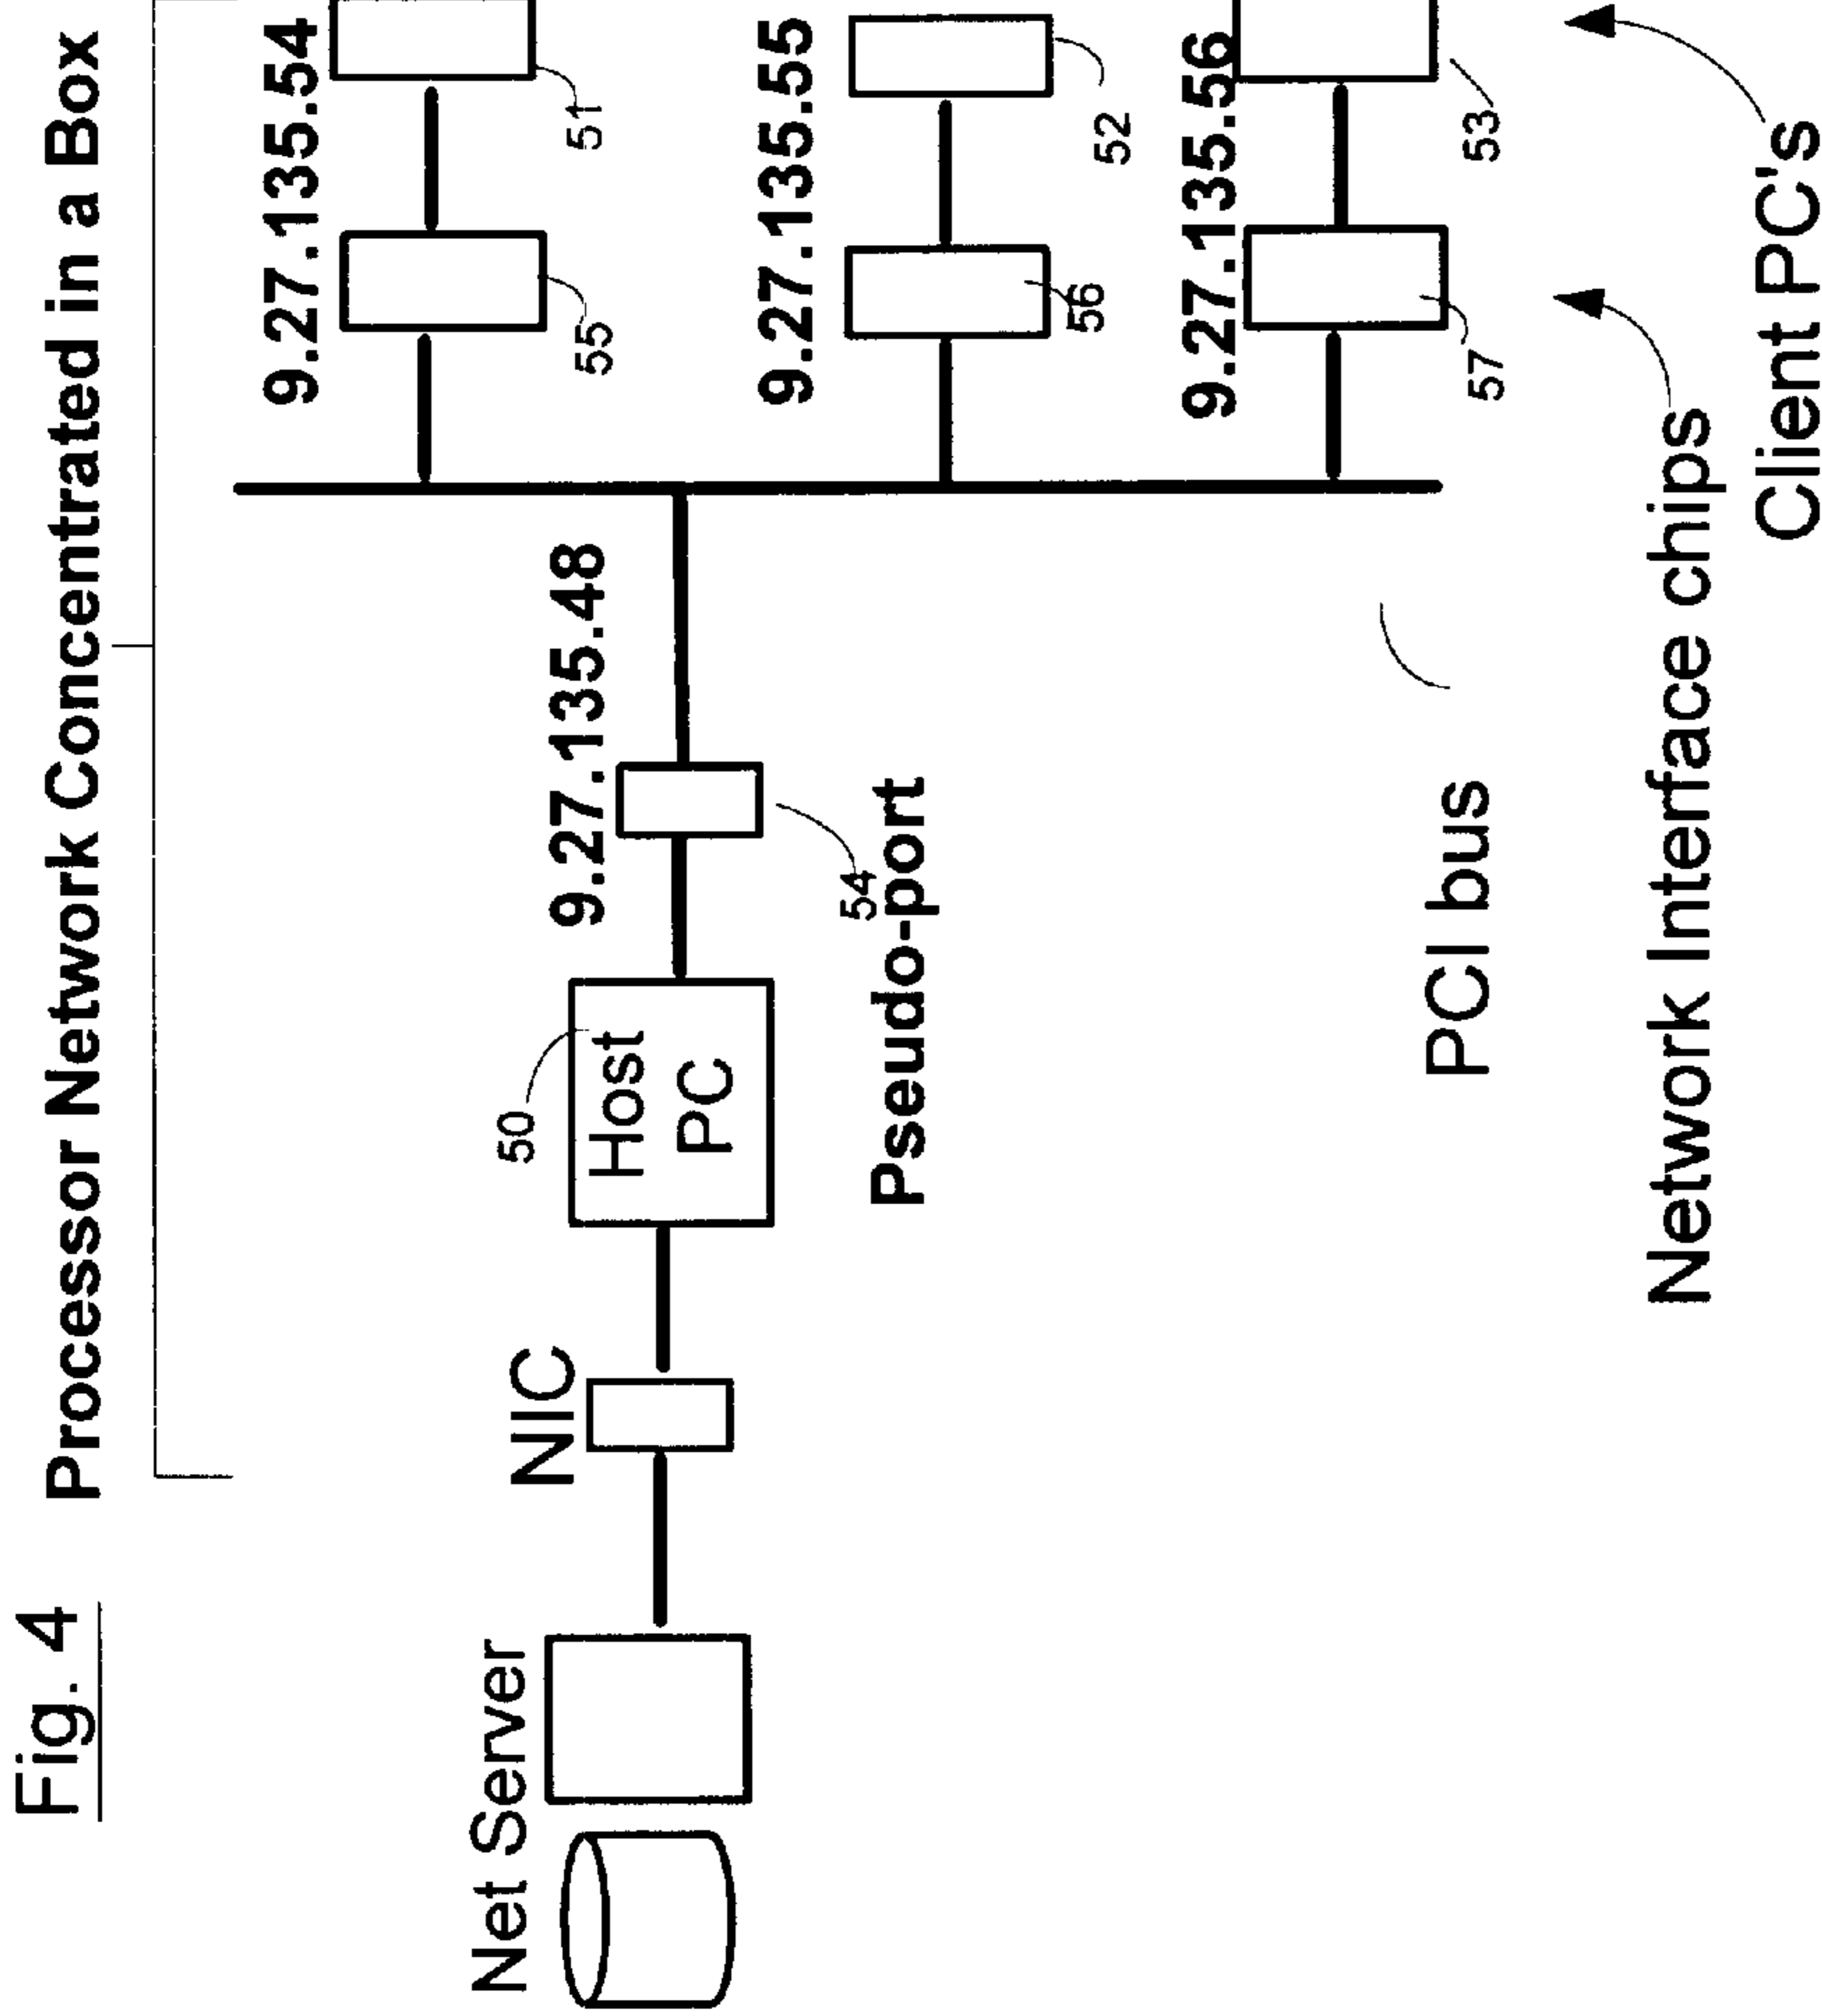 Fig. 4
Processor Network Concentrated in a Box
Net Server
NIC
50
Host
PC
9.27.135.48
54
Pseudo-port
9.27.135.54
55
51
9.27.135.55
56
52
9.27.135.56
57
53
PCI bus
Network Interface chips
Client PC's